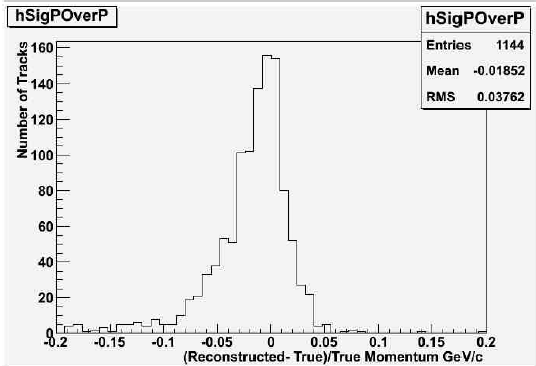 hSigPOverP
hSigPOverP
Entries 1144
Mean -0.01852
RMS 0.03762
Number of Tracks
160
140
120
100
80
60
40
20
0
-0.2 -0.15 -0.1 -0.05 -0 0.05 0.1 0.15 0.2
(Reconstructed- True)/True Momentum GeV/c